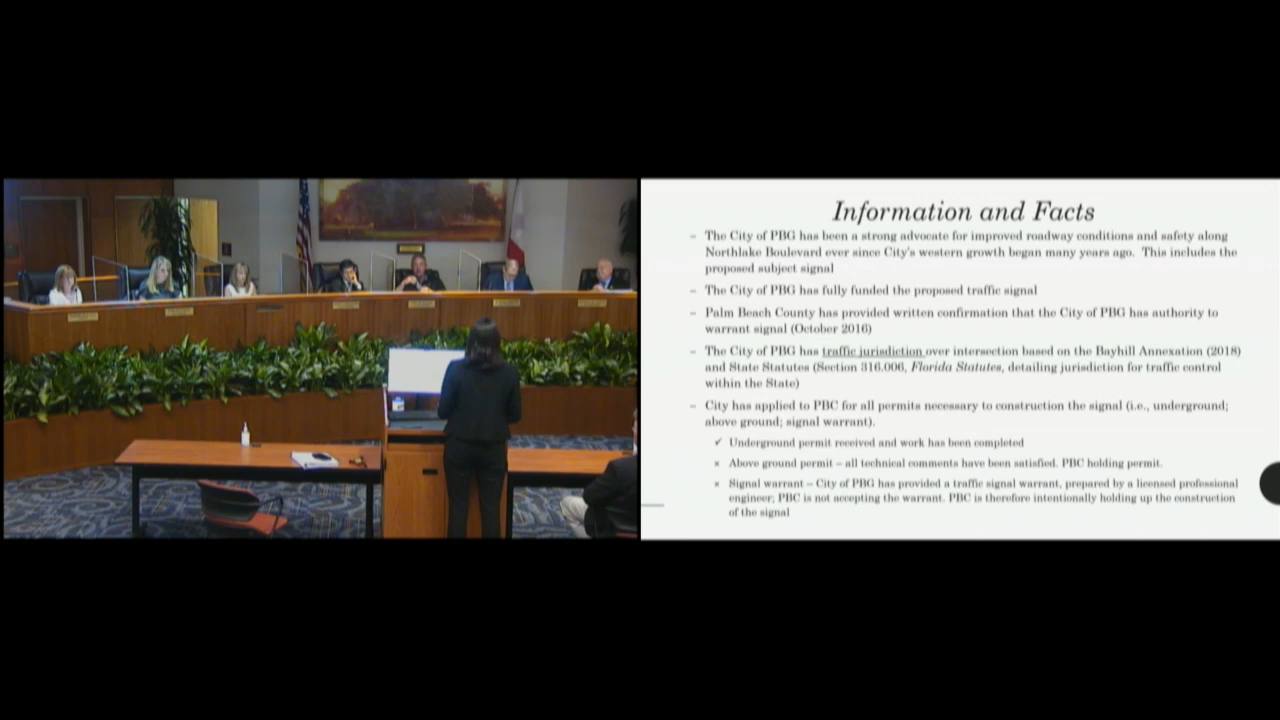 Information and Facts
– The City of PBG has been a strong advocate for improved roadway conditions and safety along
Northlake Boulevard ever since City's western growth began many years ago. This includes the
proposed subject signal
– The City of PBG has fully funded the proposed traffic signal
– Palm Beach County has provided written confirmation that the City of PBG has authority to
warrant signal (October 2016)
– The City of PBG has traffic jurisdiction over intersection based on the Bayhill Annexation (2018)
and State Statutes (Section 316.006, Florida Statutes, detailing jurisdiction for traffic control
within the State)
– City has applied to PBC for all permits necessary to construction the signal (i.e., underground;
above ground; signal warrant).
✓ Underground permit received and work has been completed
× Above ground permit – all technical comments have been satisfied. PBC holding permit.
× Signal warrant – City of PBG has provided a traffic signal warrant, prepared by a licensed professional
engineer; PBC is not accepting the warrant. PBC is therefore intentionally holding up the construction
of the signal